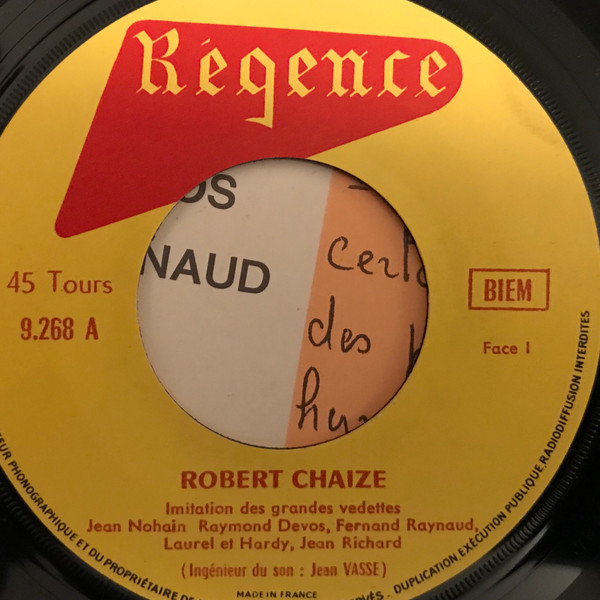 Régence
OS
NAUD
des
45 Tours
9.268 A
BIEM
Face 1
ROBERT CHAIZE
Imitation des grandes vedettes
Jean Nohain Raymond Devos, Fernand Raynaud,
Laurel et Hardy, Jean Richard
(Ingénieur du son : Jean VASSE)
MADE IN FRANCE
PHONOGRAPHIQUE ET DU PROPRIÉTAIRE DE
DUPLICATION, EXÉCUTION PUBLIQUE, RADIODIFFUSION INTERDITES